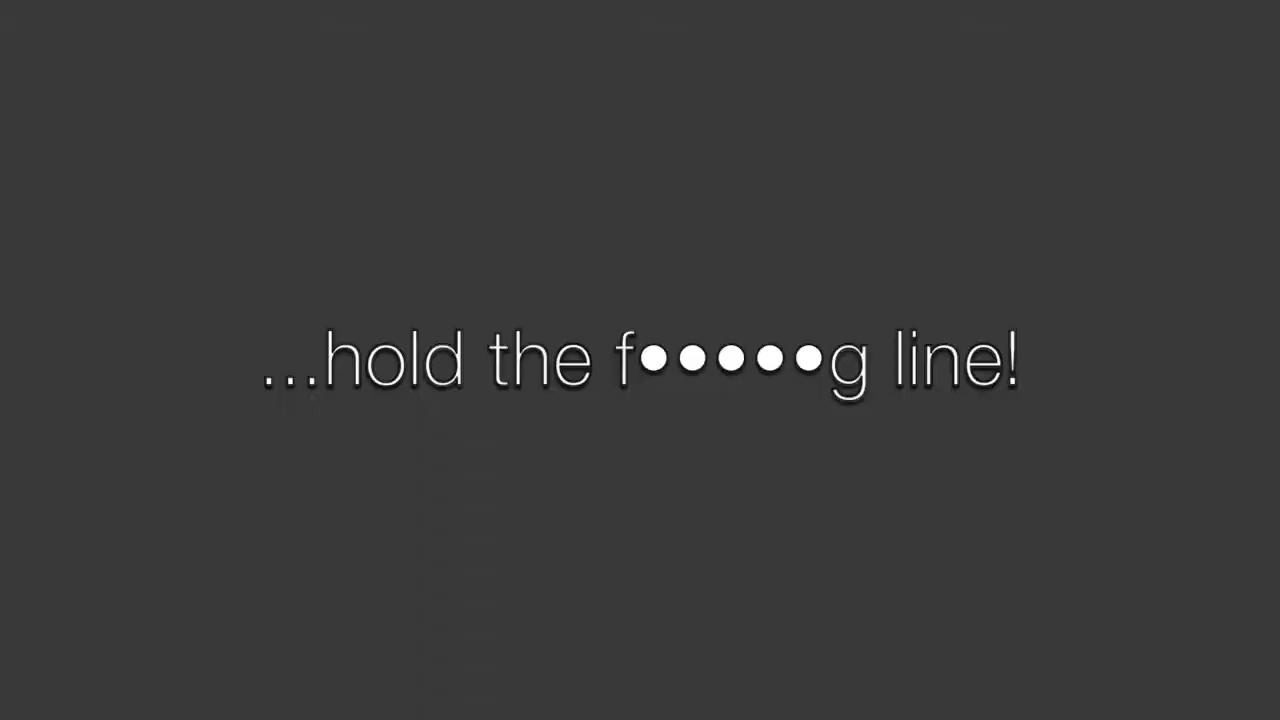 ...hold the f●●●●●g line!